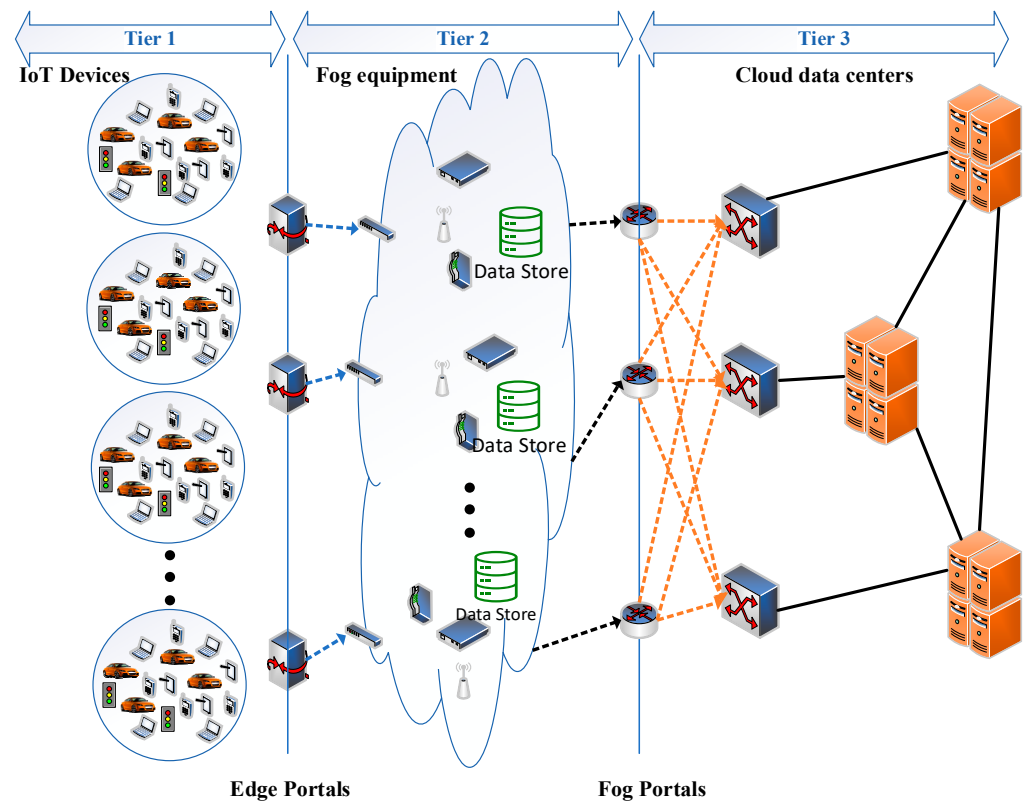 Tier 1
Tier 2
Tier 3
IoT Devices
Fog equipment
Cloud data centers
Data Store
Data Store
Data Store
Edge Portals
Fog Portals